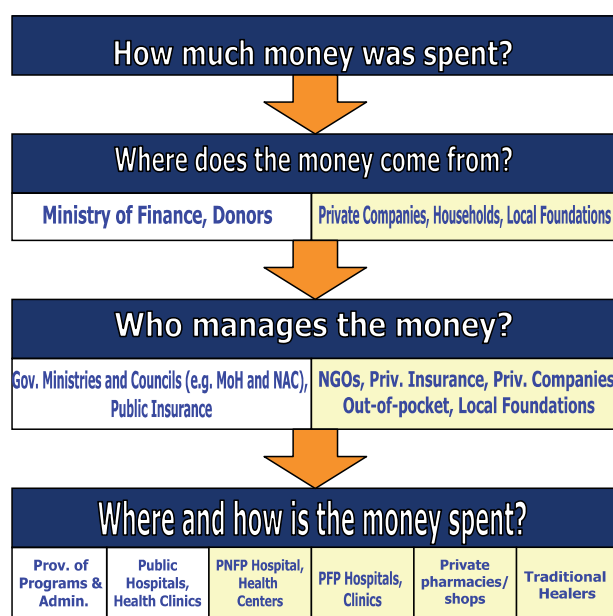 How much money was spent?
Where does the money come from?
Ministry of Finance, Donors
Private Companies, Households, Local Foundations
Who manages the money?
Gov. Ministries and Councils (e.g. MoH and NAC),
Public Insurance
NGOs, Priv. Insurance, Priv. Companies
Out-of-pocket, Local Foundations
Where and how is the money spent?
Prov. of
Programs &
Admin.
Public
Hospitals,
Health Clinics
PNFP Hospital,
Health
Centers
PFP Hospitals,
Clinics
Private
pharmacies/
shops
Traditional
Healers